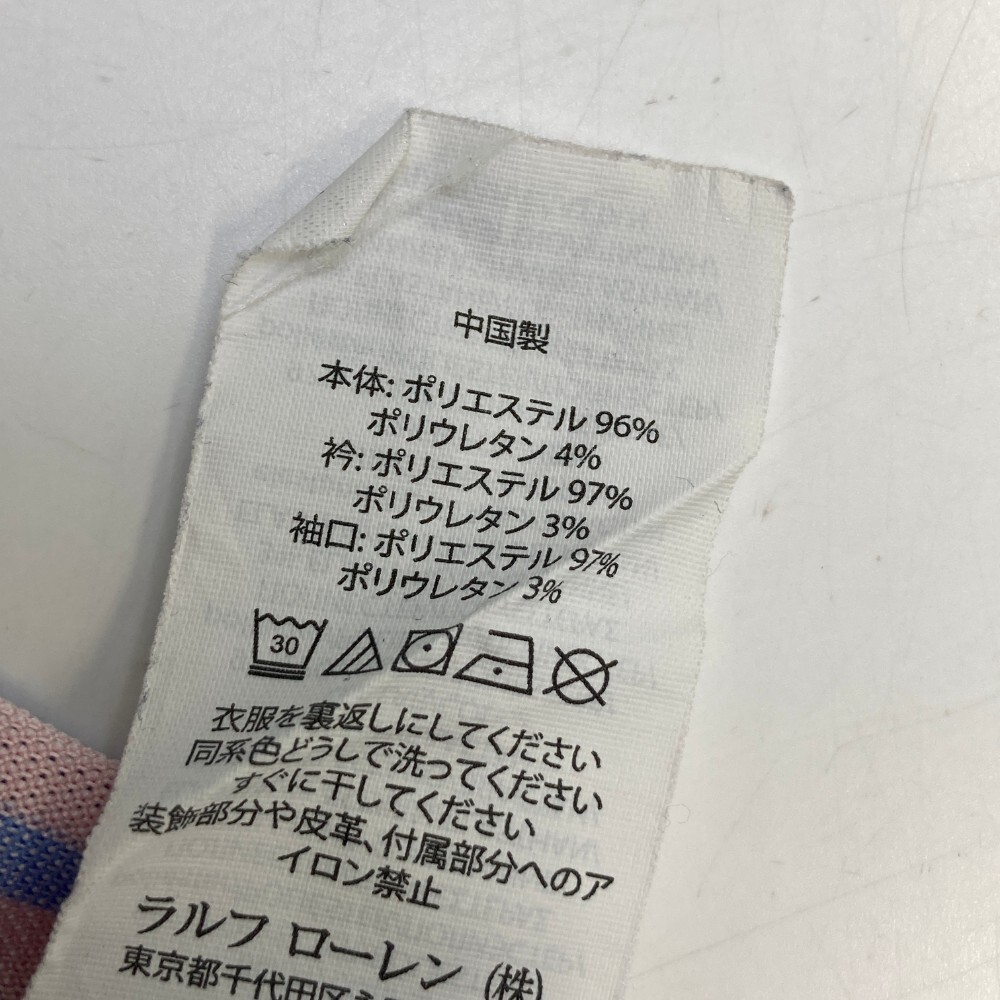 中国製
本体: ポリエステル 96%
ポリウレタン 4%
衿: ポリエステル 97%
ポリウレタン 3%
袖口: ポリエステル 97%
ポリウレタン 3%
30
衣服を裏返しにしてください
同系色どうしで洗ってください
すぐに干してください
装飾部分や皮革、付属部分へのア
イロン禁止
ラルフ ローレン (株)
東京都千代田区